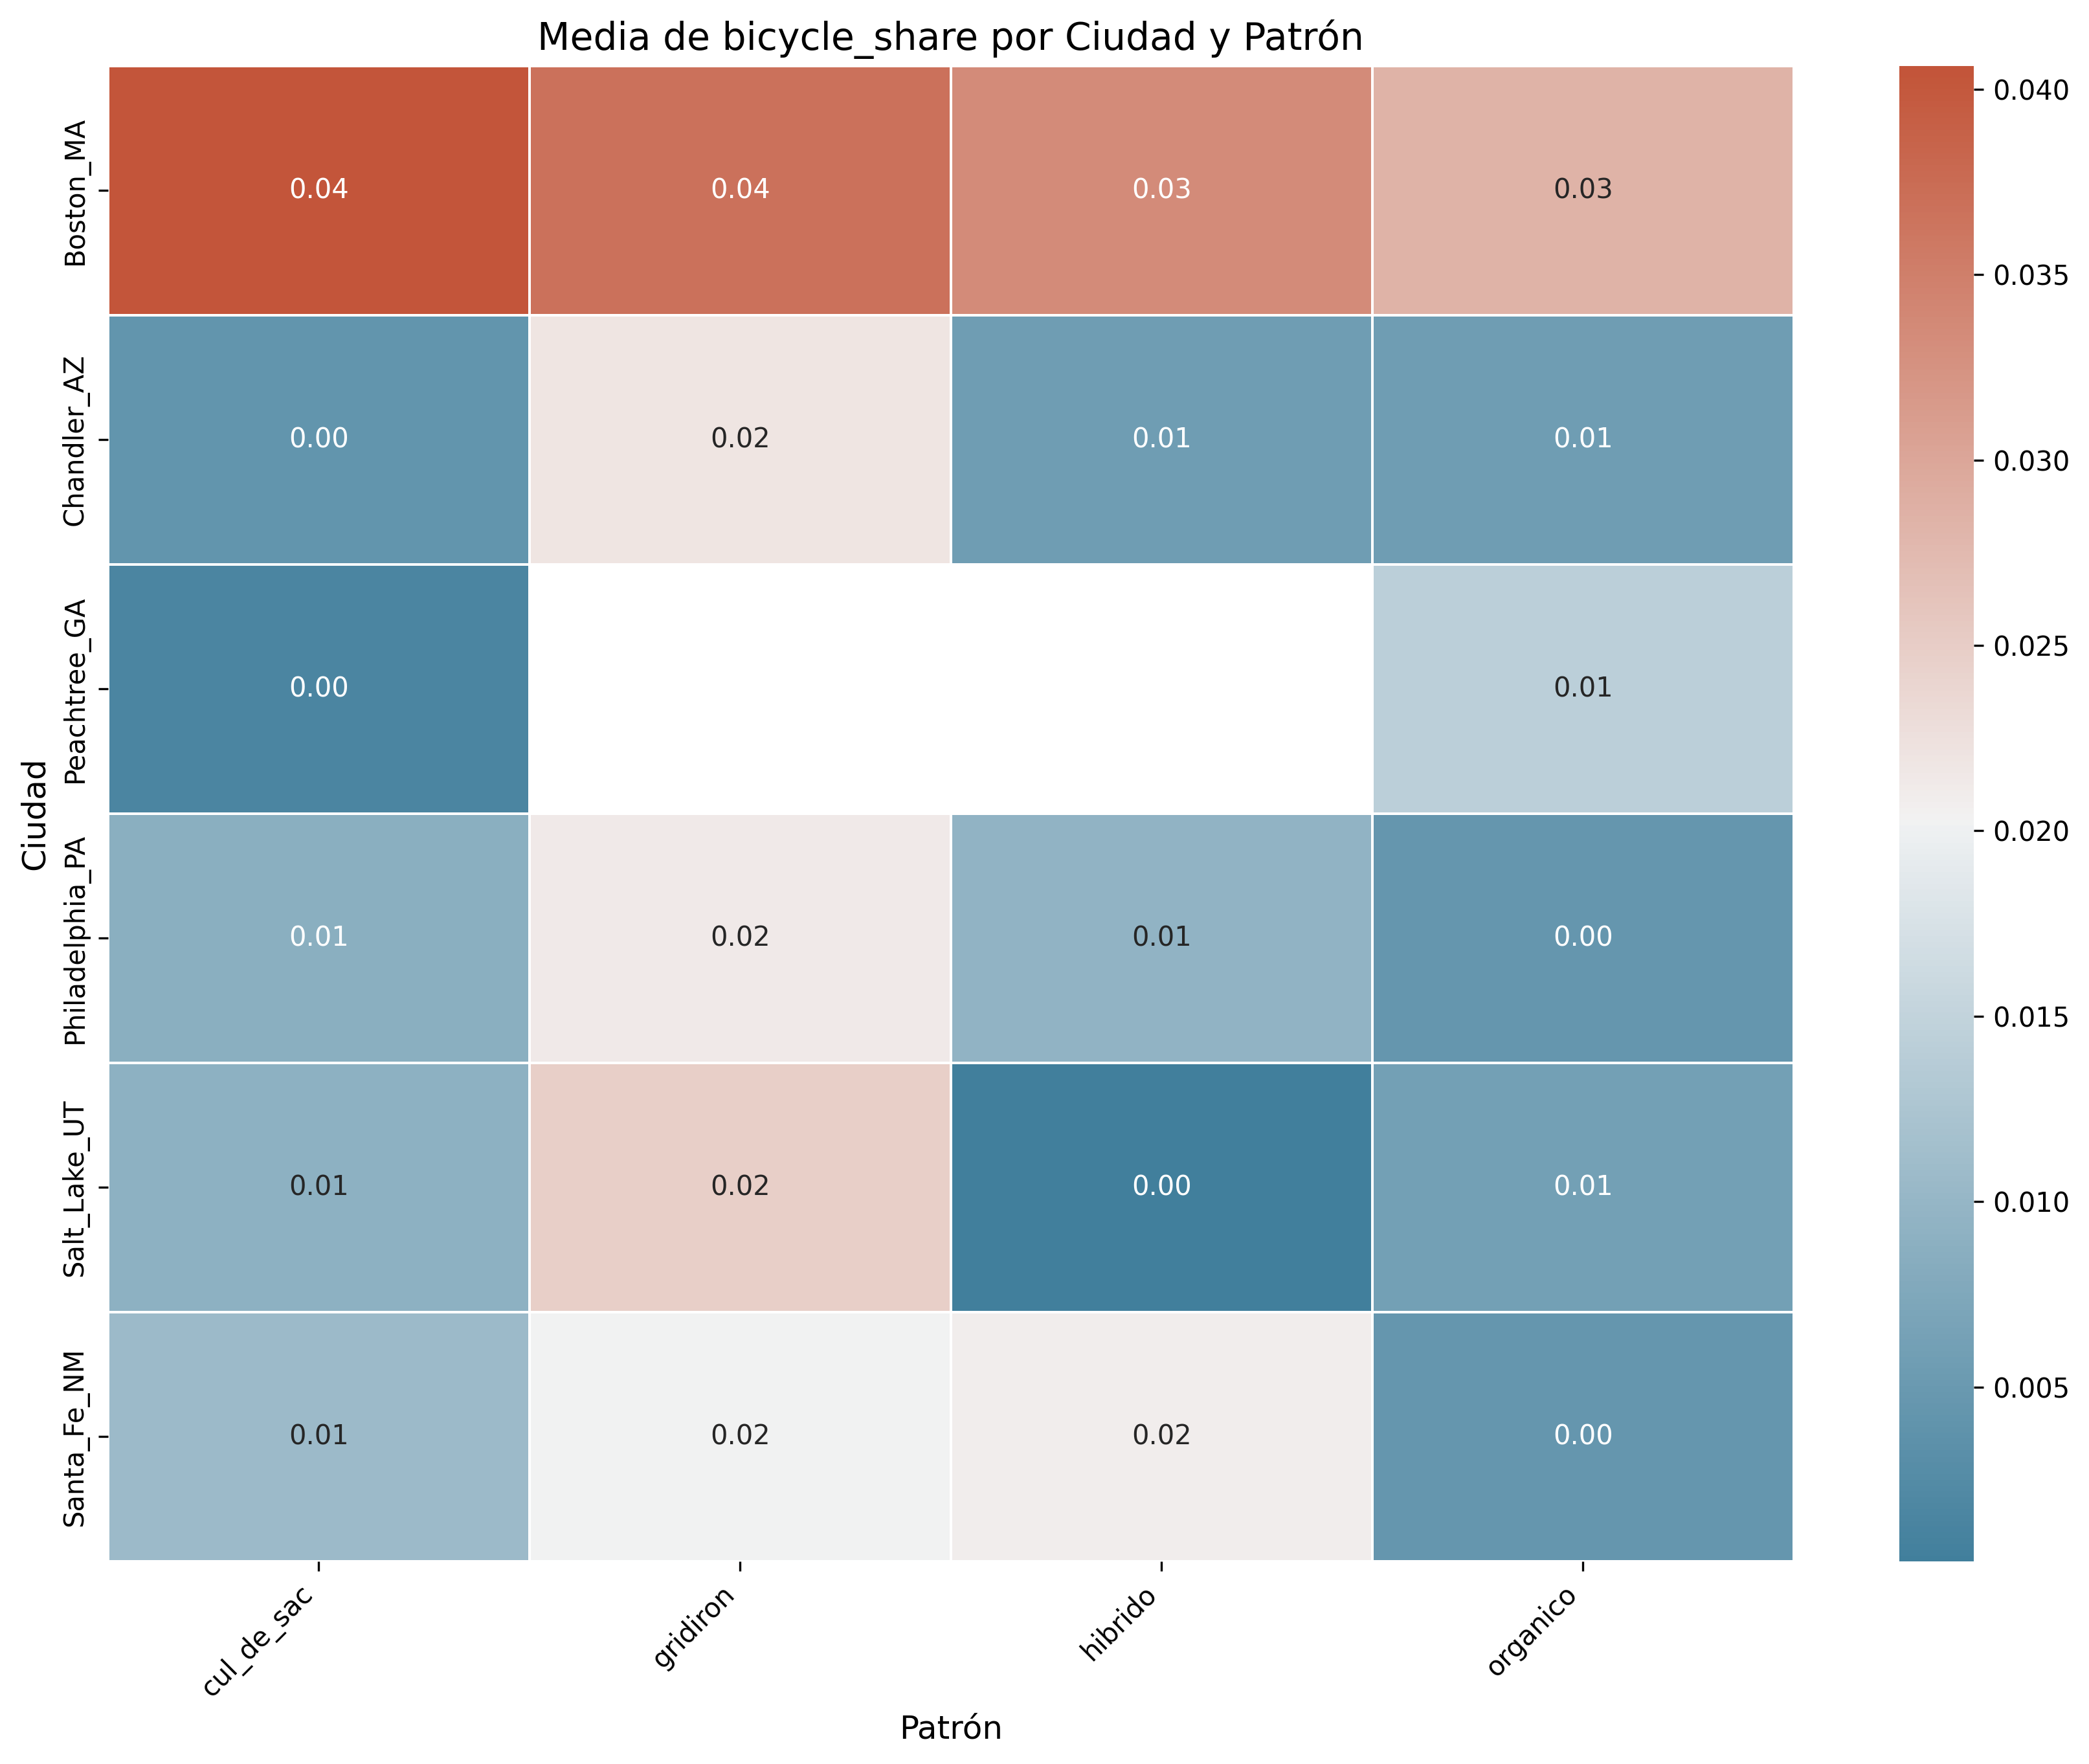 Media de bicycle_share por Ciudad y Patrón
Ciudad
Boston_MA
0.04 0.04 0.03 0.03
Chandler_AZ
0.00 0.02 0.01 0.01
Peachtree_GA
0.00 0.01
Philadelphia_PA
0.01 0.02 0.01 0.00
Salt_Lake_UT
0.01 0.02 0.00 0.01
Santa_Fe_NM
0.01 0.02 0.02 0.00
cul_de_sac
gridiron
hibrido
organico
Patrón
0.040
0.035
0.030
0.025
0.020
0.015
0.010
0.005